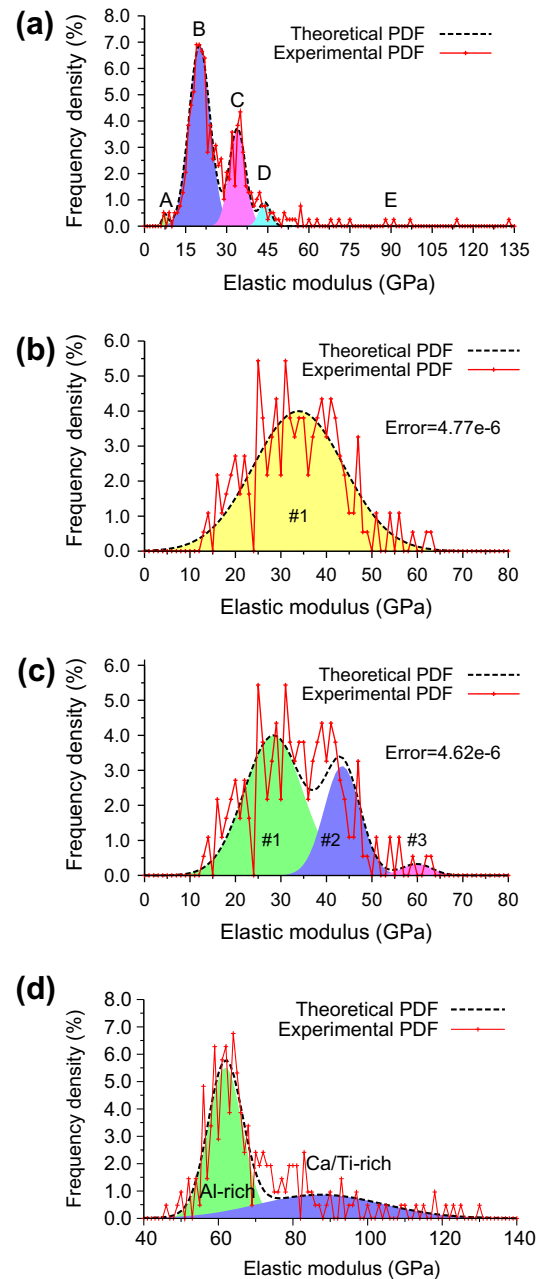 (a)
Frequency density (%)
8.0
7.0
6.0
5.0
4.0
3.0
2.0
1.0
0.0
Theoretical PDF
Experimental PDF
A
B
C
D
E
0 15 30 45 60 75 90 105 120 135
Elastic modulus (GPa)
(b)
Frequency density (%)
6.0
5.0
4.0
3.0
2.0
1.0
0.0
Theoretical PDF
Experimental PDF
Error=4.77e-6
#1
0 10 20 30 40 50 60 70 80
Elastic modulus (GPa)
(c)
Frequency density (%)
6.0
5.0
4.0
3.0
2.0
1.0
0.0
Theoretical PDF
Experimental PDF
Error=4.62e-6
#1 #2 #3
0 10 20 30 40 50 60 70 80
Elastic modulus (GPa)
(d)
Frequency density (%)
8.0
7.0
6.0
5.0
4.0
3.0
2.0
1.0
0.0
Theoretical PDF
Experimental PDF
Ca/Ti-rich
Al-rich
40 60 80 100 120 140
Elastic modulus (GPa)